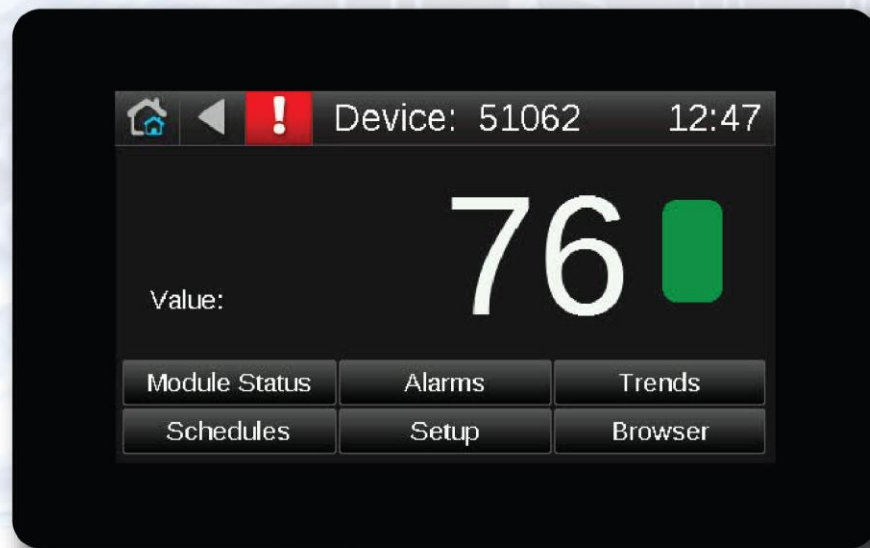 ! Device: 51062 12:47
76
Value:
Module Status Alarms Trends
Schedules Setup Browser